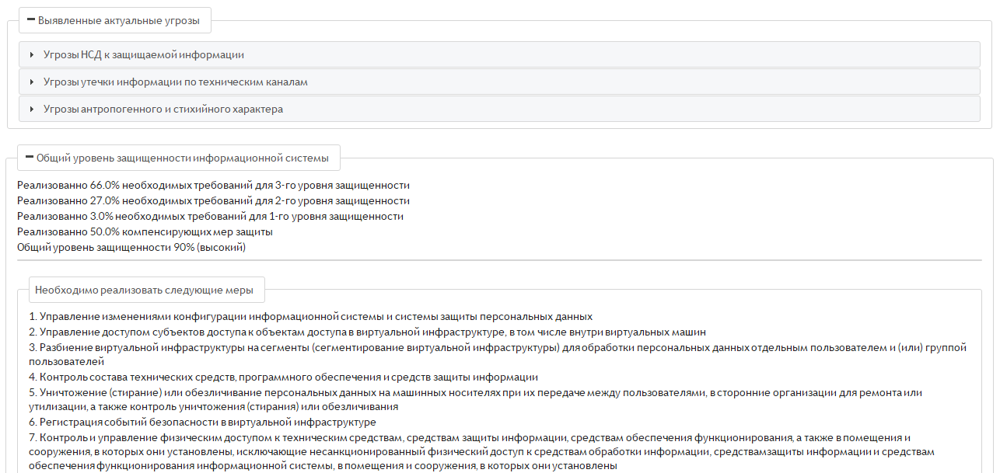 Выявленные актуальные угрозы
Угрозы НСД к защищаемой информации
Угрозы утечки информации по техническим каналам
Угрозы антропогенного и стихийного характера
Общий уровень защищенности информационной системы
Реализованно 66.0% необходимых требований для 3-го уровня защищенности
Реализованно 27.0% необходимых требований для 2-го уровня защищенности
Реализованно 3.0% необходимых требований для 1-го уровня защищенности
Реализованно 50.0% компенсирующих мер защиты
Общий уровень защищенности 90% (высокий)
Необходимо реализовать следующие меры
1. Управление изменениями конфигурации информационной системы и системы защиты персональных данных
2. Управление доступом субъектов доступа к объектам доступа в виртуальной инфраструктуре, в том числе внутри виртуальных машин
3. Разбиение виртуальной инфраструктуры на сегменты (сегментирование виртуальной инфраструктуры) для обработки персональных данных отдельным пользователем и (или) группой
пользователей
4. Контроль состава технических средств, программного обеспечения и средств защиты информации
5. Уничтожение (стирание) или обезличивание персональных данных на машинных носителях при их передаче между пользователями, в сторонние организации для ремонта или
утилизации, а также контроль уничтожения (стирания) или обезличивания
6. Регистрация событий безопасности в виртуальной инфраструктуре
7. Контроль и управление физическим доступом к техническим средствам, средствам защиты информации, средствам обеспечения функционирования, а также в помещения и
сооружения, в которых они установлены, исключающие несанкционированный физический доступ к средствам обработки информации, средствамзащиты информации и средствам
обеспечения функционирования информационной системы, в помещения и сооружения, в которых они установлены